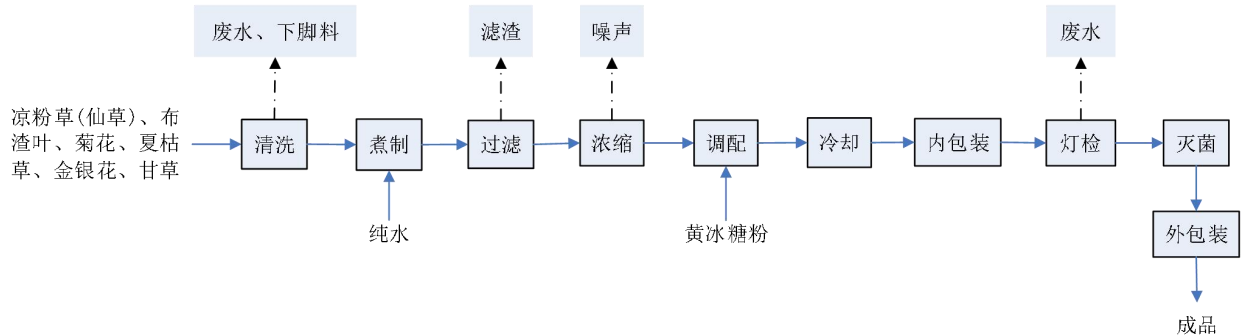 废水、下脚料
滤渣
噪声
废水
凉粉草(仙草)、布
渣叶、菊花、夏枯
草、金银花、甘草
清洗
煮制
过滤
浓缩
调配
冷却
内包装
灯检
灭菌
纯水
黄冰糖粉
外包装
成品